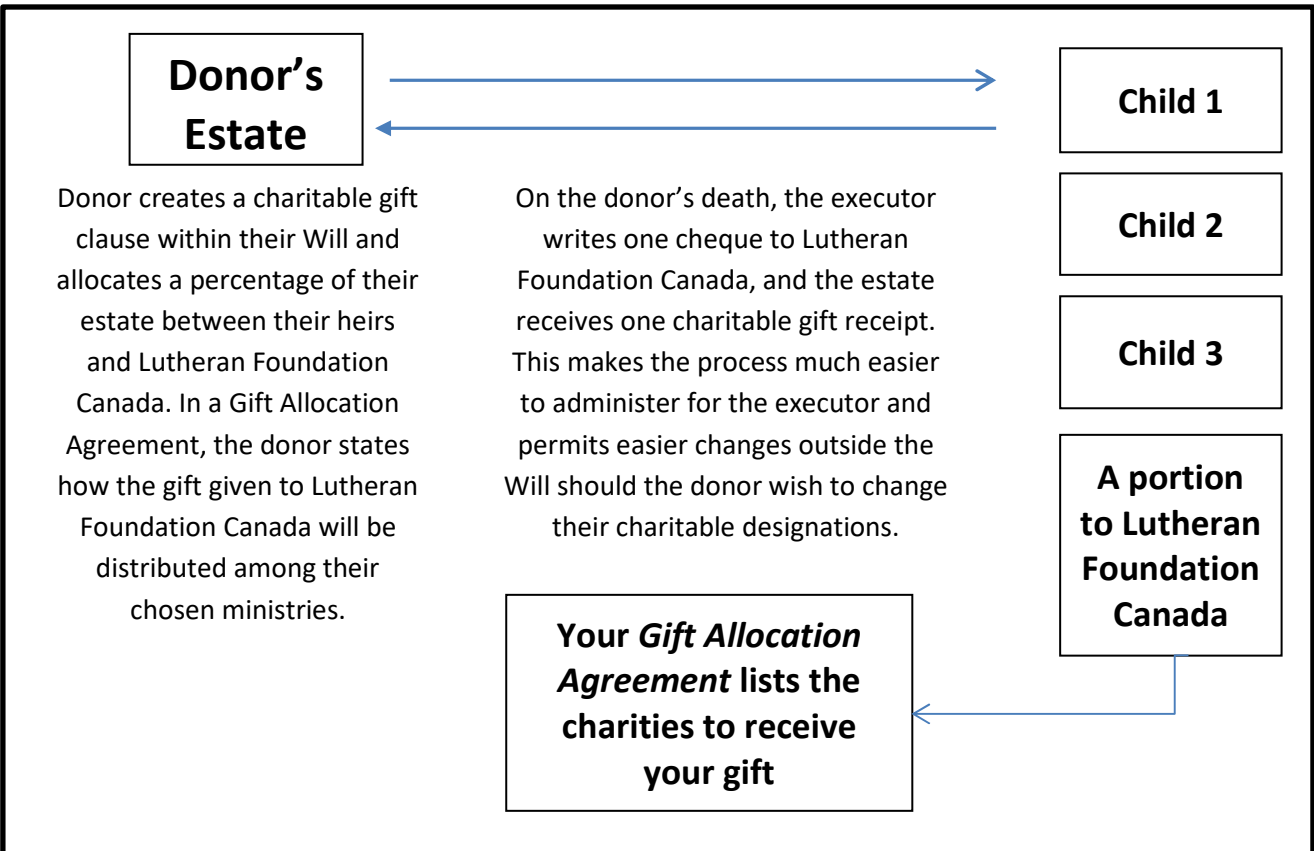 Donor’s
Estate
Donor creates a charitable gift
clause within their Will and
allocates a percentage of their
estate between their heirs
and Lutheran Foundation
Canada. In a Gift Allocation
Agreement, the donor states
how the gift given to Lutheran
Foundation Canada will be
distributed among their
chosen ministries.
On the donor’s death, the executor
writes one cheque to Lutheran
Foundation Canada, and the estate
receives one charitable gift receipt.
This makes the process much easier
to administer for the executor and
permits easier changes outside the
Will should the donor wish to change
their charitable designations.
Child 1
Child 2
Child 3
A portion
to Lutheran
Foundation
Canada
Your Gift Allocation
Agreement lists the
charities to receive
your gift